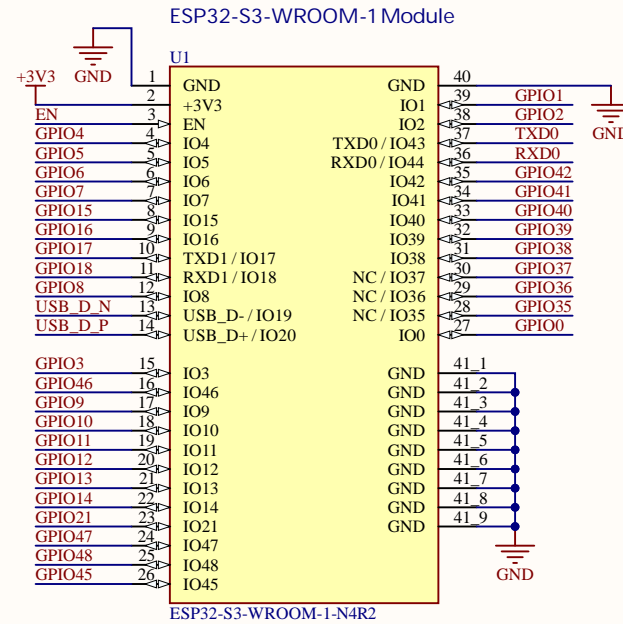 ESP32-S3-WROOM-1 Module
U1
GND
+3V3
1 GND
2 +3V3
EN 3 EN
GPIO4 4 IO4
GPIO5 5 IO5
GPIO6 6 IO6
GPIO7 7 IO7
GPIO15 8 IO15
GPIO16 9 IO16
GPIO17 10 TXD1 / IO17
GPIO18 11 RXD1 / IO18
GPIO8 12 IO8
USB_D_N 13 USB_D- / IO19
USB_D_P 14 USB_D+ / IO20
GPIO3 15 IO3
GPIO46 16 IO46
GPIO9 17 IO9
GPIO10 18 IO10
GPIO11 19 IO11
GPIO12 20 IO12
GPIO13 21 IO13
GPIO14 22 IO14
GPIO21 23 IO21
GPIO47 24 IO47
GPIO48 25 IO48
GPIO45 26 IO45
GND 40
GND
IO1 39 GPIO1
IO2 38 GPIO2
TXD0 / IO43 37 TXD0
RXD0 / IO44 36 RXD0
IO42 35 GPIO42
IO41 34 GPIO41
IO40 33 GPIO40
IO39 32 GPIO39
IO38 31 GPIO38
NC / IO37 30 GPIO37
NC / IO36 29 GPIO36
NC / IO35 28 GPIO35
IO0 27 GPIO0
GND 41_1
GND 41_2
GND 41_3
GND 41_4
GND 41_5
GND 41_6
GND 41_7
GND 41_8
GND 41_9
GND
ESP32-S3-WROOM-1-N4R2